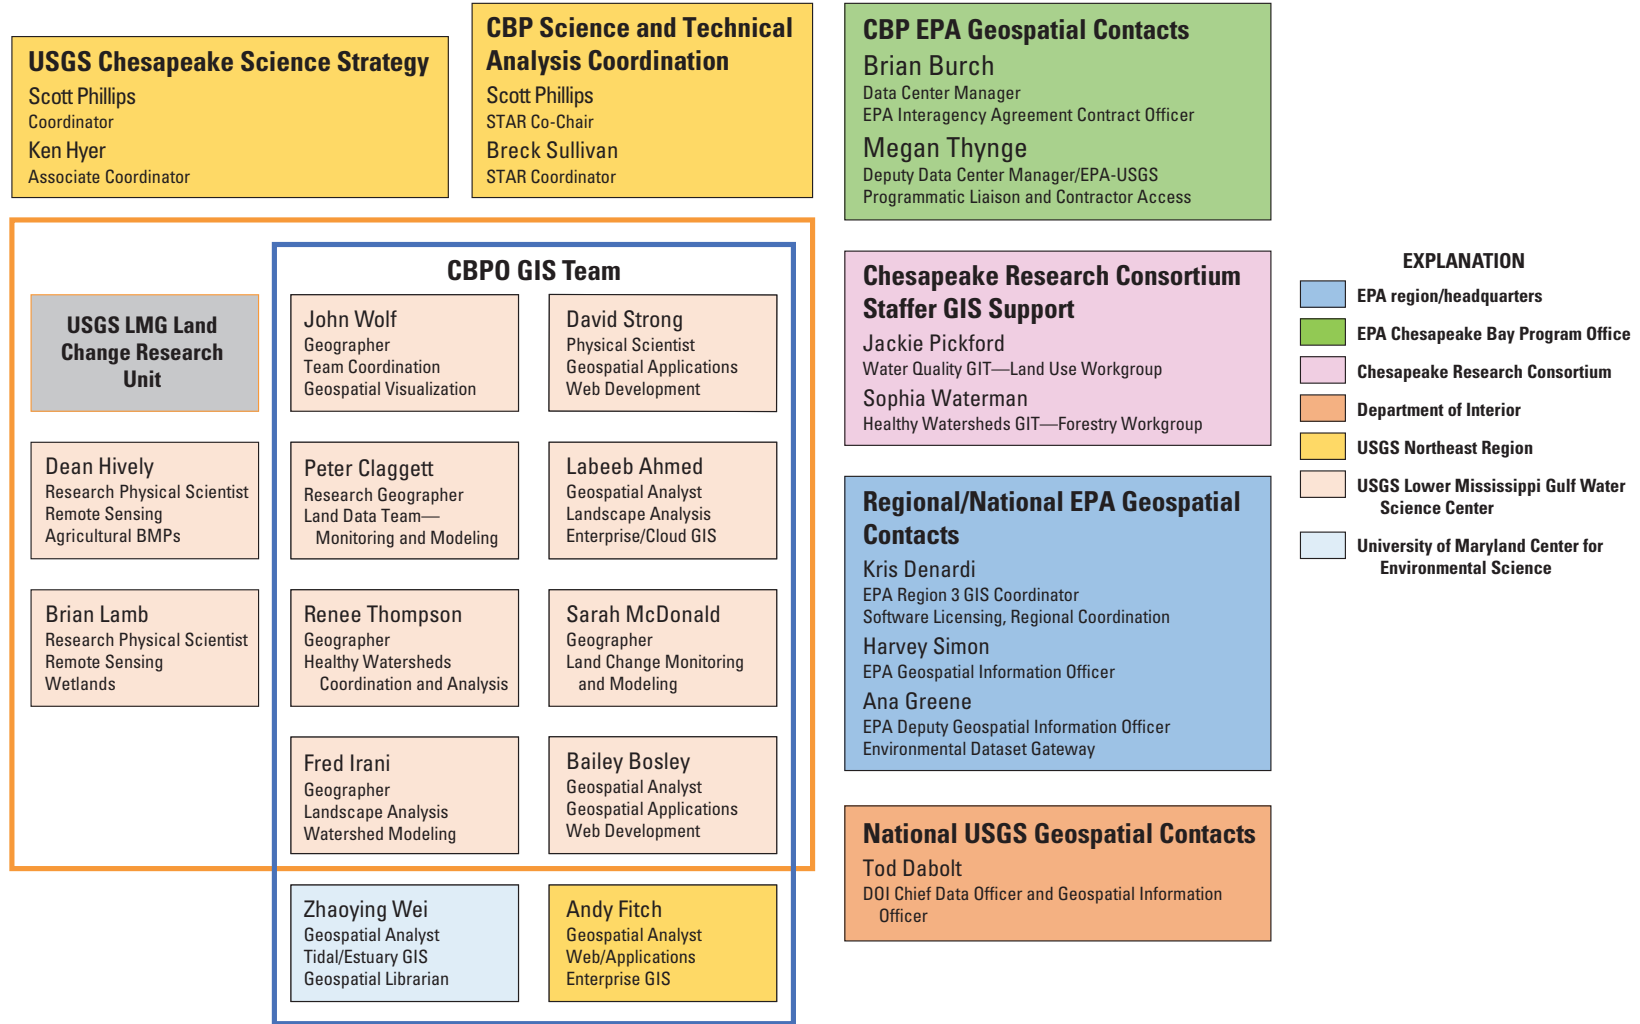 USGS Chesapeake Science Strategy
Scott Phillips
Coordinator
Ken Hyer
Associate Coordinator
CBP Science and Technical
Analysis Coordination
Scott Phillips
STAR Co-Chair
Breck Sullivan
STAR Coordinator
CBP EPA Geospatial Contacts
Brian Burch
Data Center Manager
EPA Interagency Agreement Contract Officer
Megan Thynge
Deputy Data Center Manager/EPA-USGS
Programmatic Liaison and Contractor Access
CBPO GIS Team
USGS LMG Land
Change Research
Unit
John Wolf
Geographer
Team Coordination
Geospatial Visualization
David Strong
Physical Scientist
Geospatial Applications
Web Development
Dean Hively
Research Physical Scientist
Remote Sensing
Agricultural BMPs
Peter Claggett
Research Geographer
Land Data Team—
Monitoring and Modeling
Labeeb Ahmed
Geospatial Analyst
Landscape Analysis
Enterprise/Cloud GIS
Brian Lamb
Research Physical Scientist
Remote Sensing
Wetlands
Renee Thompson
Geographer
Healthy Watersheds
Coordination and Analysis
Sarah McDonald
Geographer
Land Change Monitoring
and Modeling
Fred Irani
Geographer
Landscape Analysis
Watershed Modeling
Bailey Bosley
Geospatial Analyst
Geospatial Applications
Web Development
Zhaoying Wei
Geospatial Analyst
Tidal/Estuary GIS
Geospatial Librarian
Andy Fitch
Geospatial Analyst
Web/Applications
Enterprise GIS
Chesapeake Research Consortium
Staffer GIS Support
Jackie Pickford
Water Quality GIT—Land Use Workgroup
Sophia Waterman
Healthy Watersheds GIT—Forestry Workgroup
Regional/National EPA Geospatial
Contacts
Kris Denardi
EPA Region 3 GIS Coordinator
Software Licensing, Regional Coordination
Harvey Simon
EPA Geospatial Information Officer
Ana Greene
EPA Deputy Geospatial Information Officer
Environmental Dataset Gateway
National USGS Geospatial Contacts
Tod Dabolt
DOI Chief Data Officer and Geospatial Information
Officer
EXPLANATION
EPA region/headquarters
EPA Chesapeake Bay Program Office
Chesapeake Research Consortium
Department of Interior
USGS Northeast Region
USGS Lower Mississippi Gulf Water
Science Center
University of Maryland Center for
Environmental Science